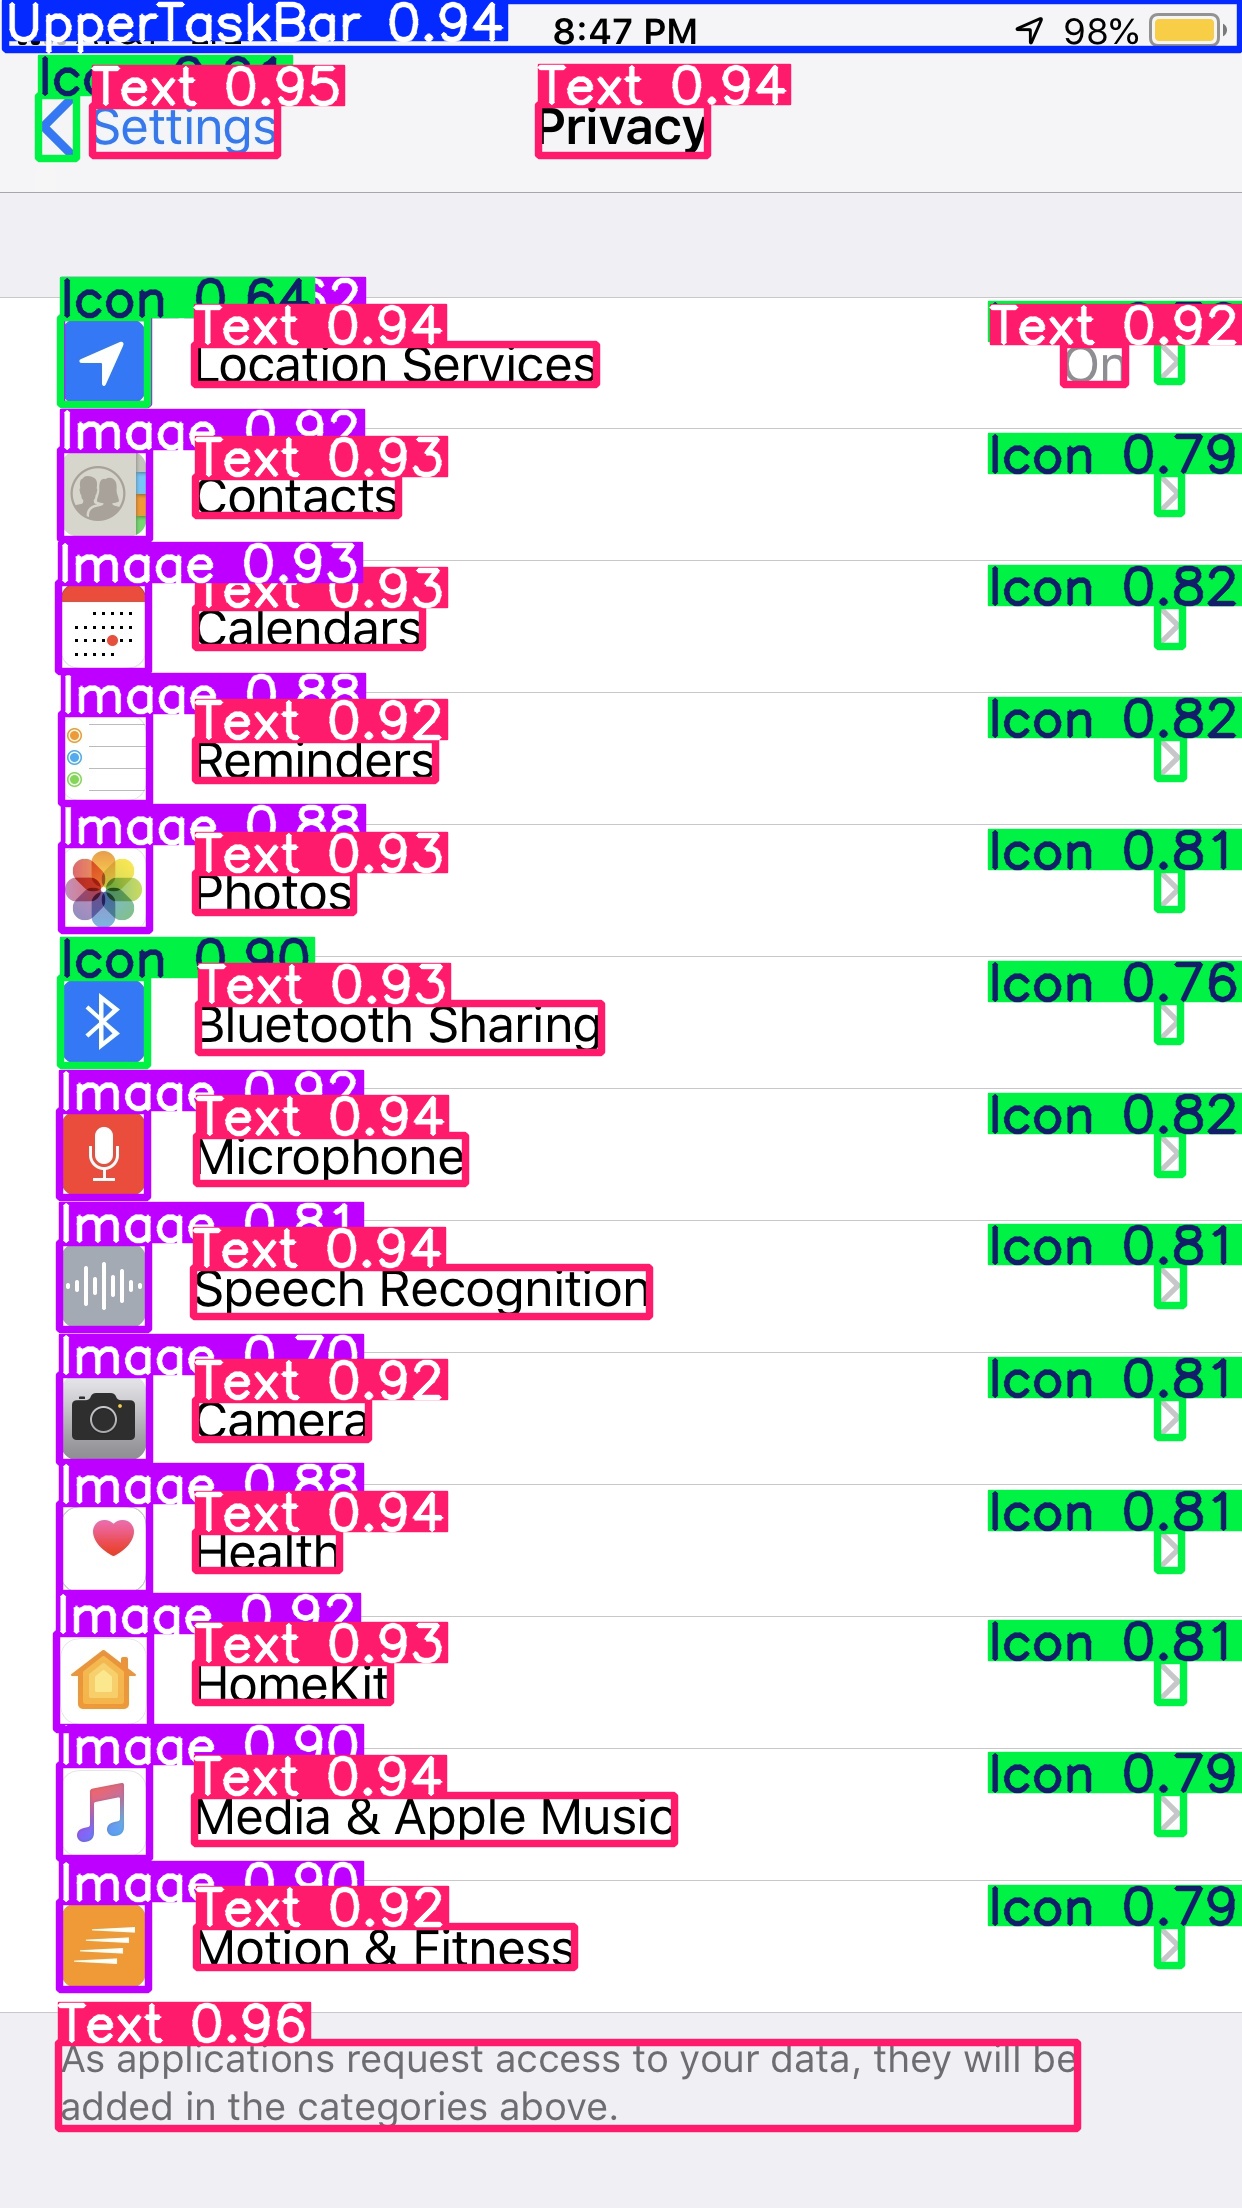 UpperTaskBar 0.94 8:47 PM 98%
Text 0.95 Text 0.94
Settings Privacy
Icon 0.64
Text 0.94 Text 0.92
Location Services On
Image 0.92
Text 0.93 Icon 0.79
Contacts
Image 0.93
Text 0.93 Icon 0.82
Calendars
Image 0.88
Text 0.92 Icon 0.82
Reminders
Image 0.88
Text 0.93 Icon 0.81
Photos
Icon 0.90
Text 0.93 Icon 0.76
Bluetooth Sharing
Image 0.92
Text 0.94 Icon 0.82
Microphone
Image 0.81
Text 0.94 Icon 0.81
Speech Recognition
Image 0.70
Text 0.92 Icon 0.81
Camera
Image 0.88
Text 0.94 Icon 0.81
Health
Image 0.92
Text 0.93 Icon 0.81
HomeKit
Image 0.90
Text 0.94 Icon 0.79
Media & Apple Music
Image 0.90
Text 0.92 Icon 0.79
Motion & Fitness
Text 0.96
As applications request access to your data, they will be
added in the categories above.